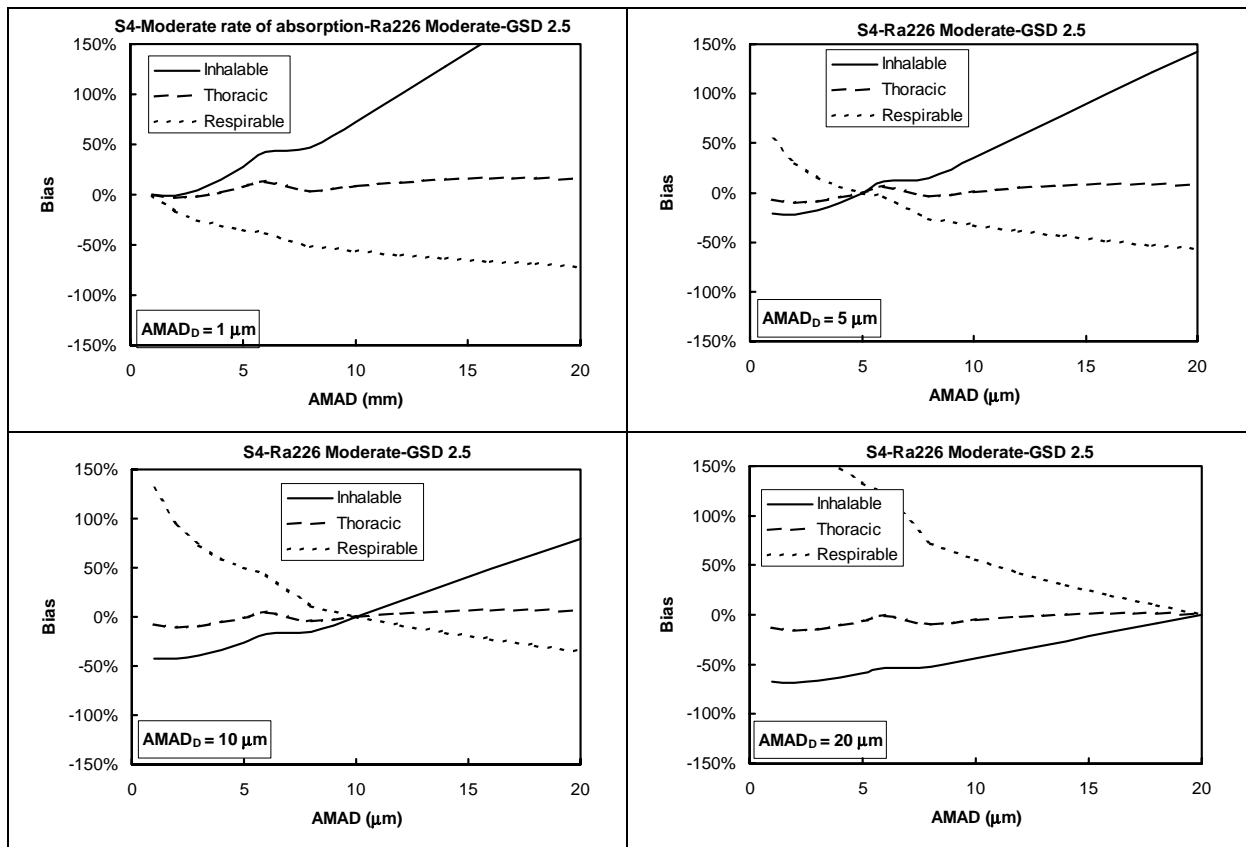 S4-Moderate rate of absorption-Ra226 Moderate-GSD 2.5
150%
100%
50%
0%
-50%
-100%
-150%
Bias
Inhalable
Thoracic
Respirable
AMADD = 1 μm
0 5 10 15 20
AMAD (mm)
S4-Ra226 Moderate-GSD 2.5
150%
100%
50%
0%
-50%
-100%
-150%
Bias
Inhalable
Thoracic
Respirable
AMADD = 5 μm
0 5 10 15 20
AMAD (μm)
S4-Ra226 Moderate-GSD 2.5
150%
100%
50%
0%
-50%
-100%
-150%
Bias
Inhalable
Thoracic
Respirable
AMADD = 10 μm
0 5 10 15 20
AMAD (μm)
S4-Ra226 Moderate-GSD 2.5
150%
100%
50%
0%
-50%
-100%
-150%
Bias
Inhalable
Thoracic
Respirable
AMADD = 20 μm
0 5 10 15 20
AMAD (μm)